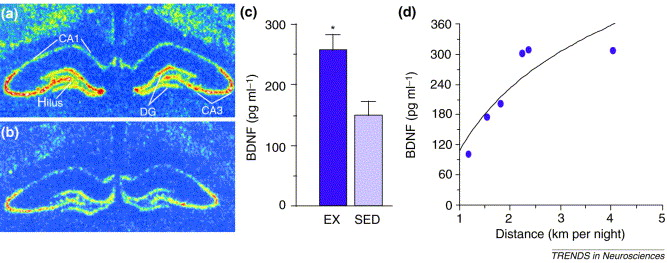 (a)
CA1
Hilus
DG
CA3
(b)
(c)
BDNF (pg ml–1)
300
200
100
0
*
EX
SED
(d)
BDNF (pg ml–1)
360
300
240
180
120
60
0
1
2
3
4
5
Distance (km per night)
TRENDS in Neurosciences